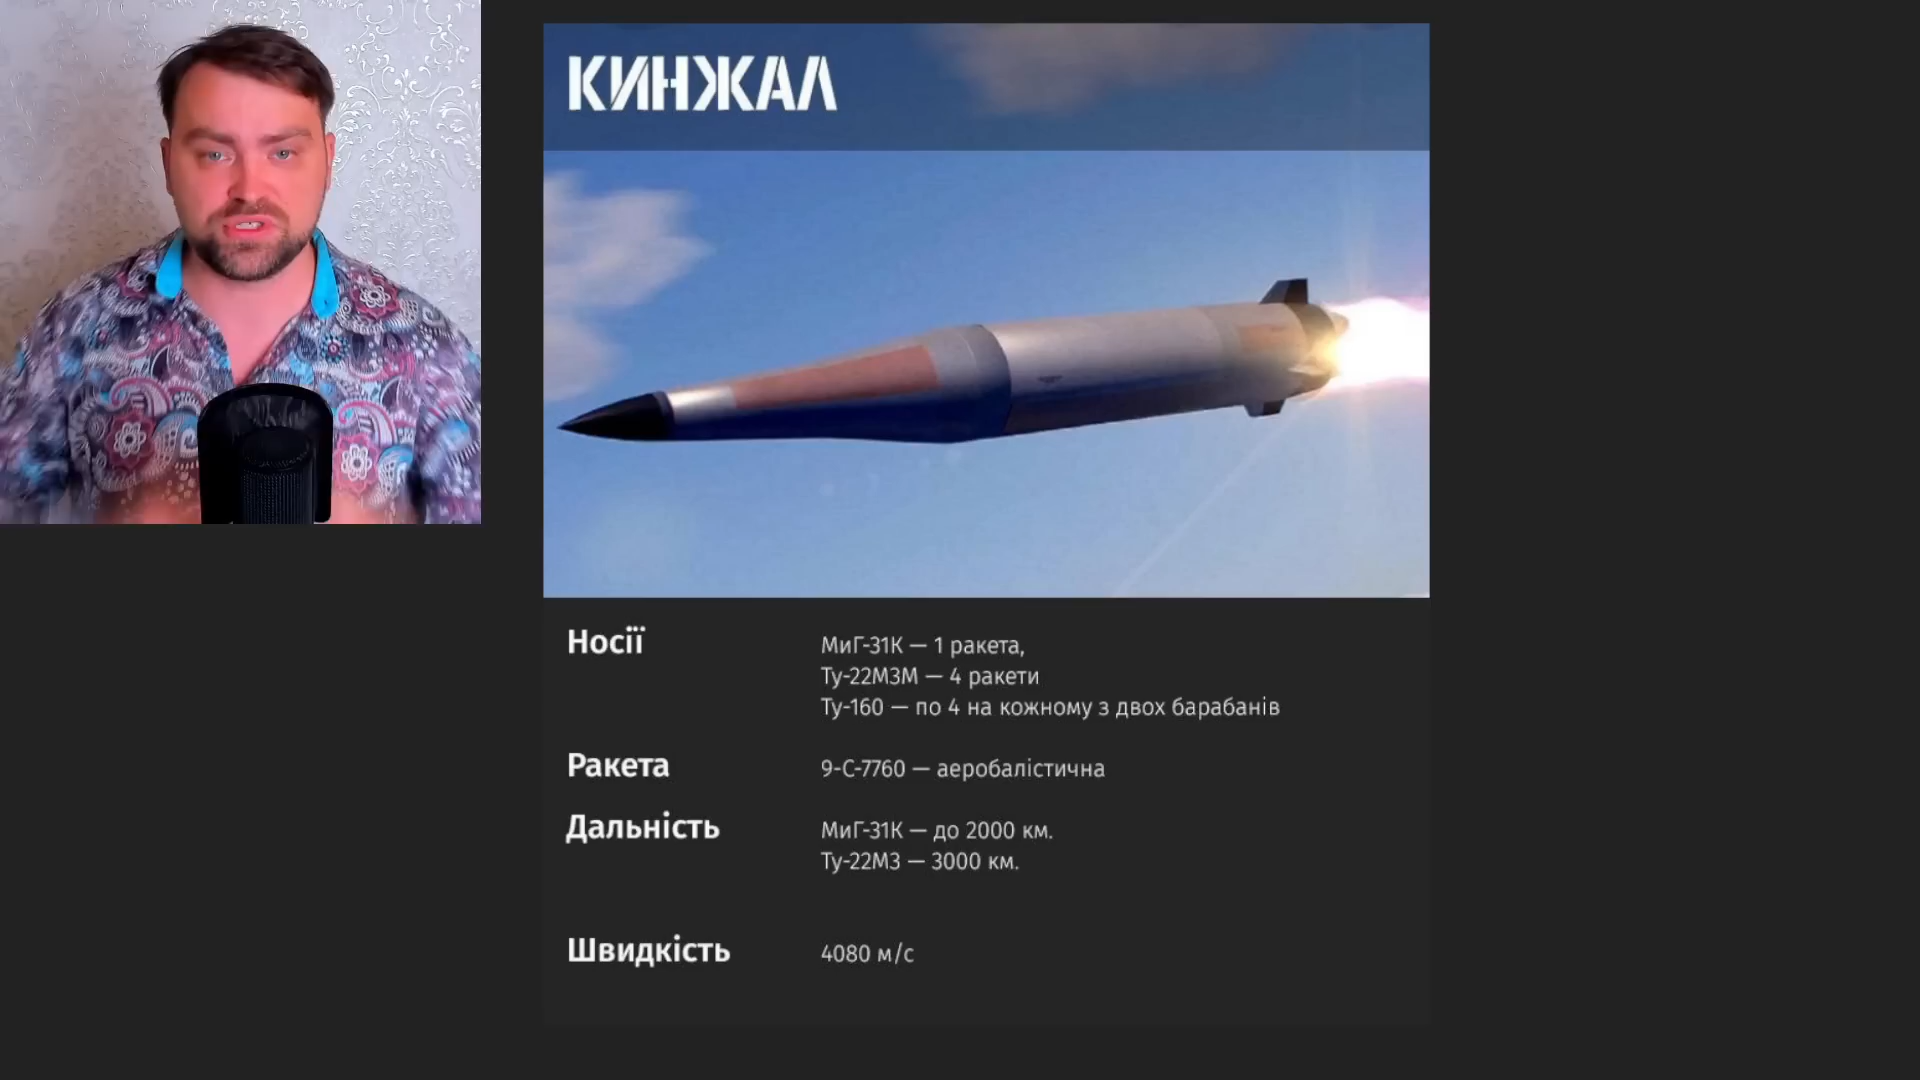 КИНЖАЛ
Носії
МиГ-31К — 1 ракета,
Ту-22М3М — 4 ракети
Ту-160 — по 4 на кожному з двох барабанів
Ракета
9-С-7760 — аеробалістична
Дальність
МиГ-31К — до 2000 км.
Ту-22М3 — 3000 км.
Швидкість
4080 м/с